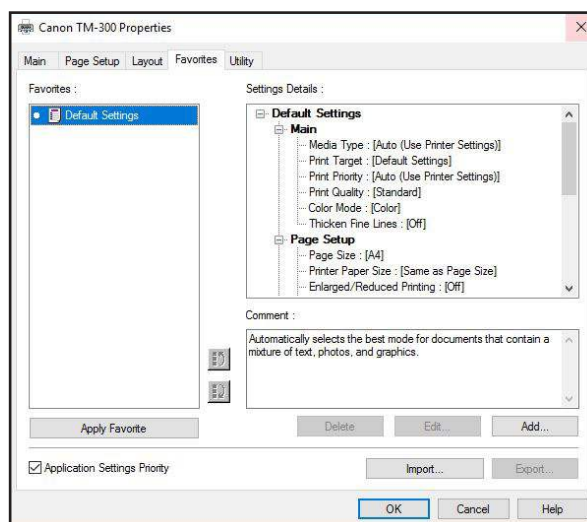 Canon TM-300 Properties
Main Page Setup Layout Favorites Utility
Favorites :
Default Settings
Apply Favorite
Settings Details :
Default Settings
Main
Media Type : [Auto (Use Printer Settings)]
Print Target : [Default Settings]
Print Priority : [Auto (Use Printer Settings)]
Print Quality : [Standard]
Color Mode : [Color]
Thicken Fine Lines : [Off]
Page Setup
Page Size : [A4]
Printer Paper Size : [Same as Page Size]
Enlarged/Reduced Printing : [Off]
Comment :
Automatically selects the best mode for documents that contain a
mixture of text, photos, and graphics.
Delete Edit... Add...
Application Settings Priority
Import... Export...
OK Cancel Help